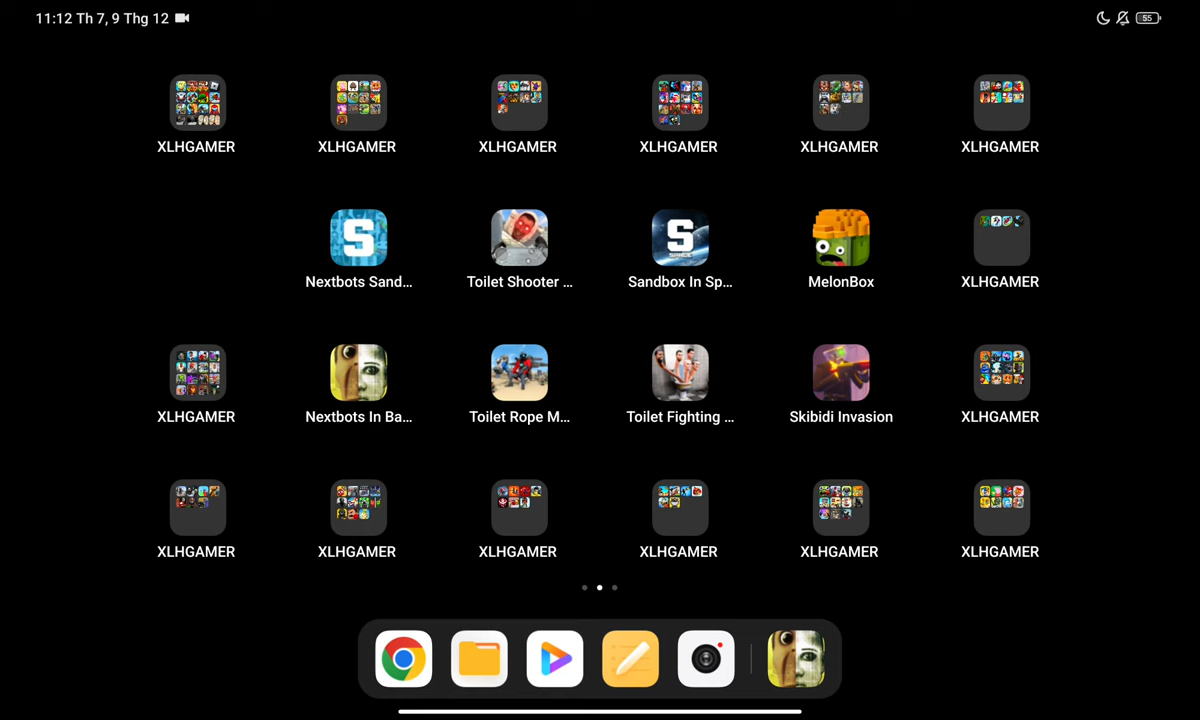 11:12 Th 7, 9 Thg 12
55
XLHGAMER
XLHGAMER
XLHGAMER
XLHGAMER
XLHGAMER
XLHGAMER
S
S
Nextbots Sand...
Toilet Shooter ...
Sandbox In Sp...
MelonBox
XLHGAMER
XLHGAMER
Nextbots In Ba...
Toilet Rope M...
Toilet Fighting ...
Skibidi Invasion
XLHGAMER
XLHGAMER
XLHGAMER
XLHGAMER
XLHGAMER
XLHGAMER
XLHGAMER